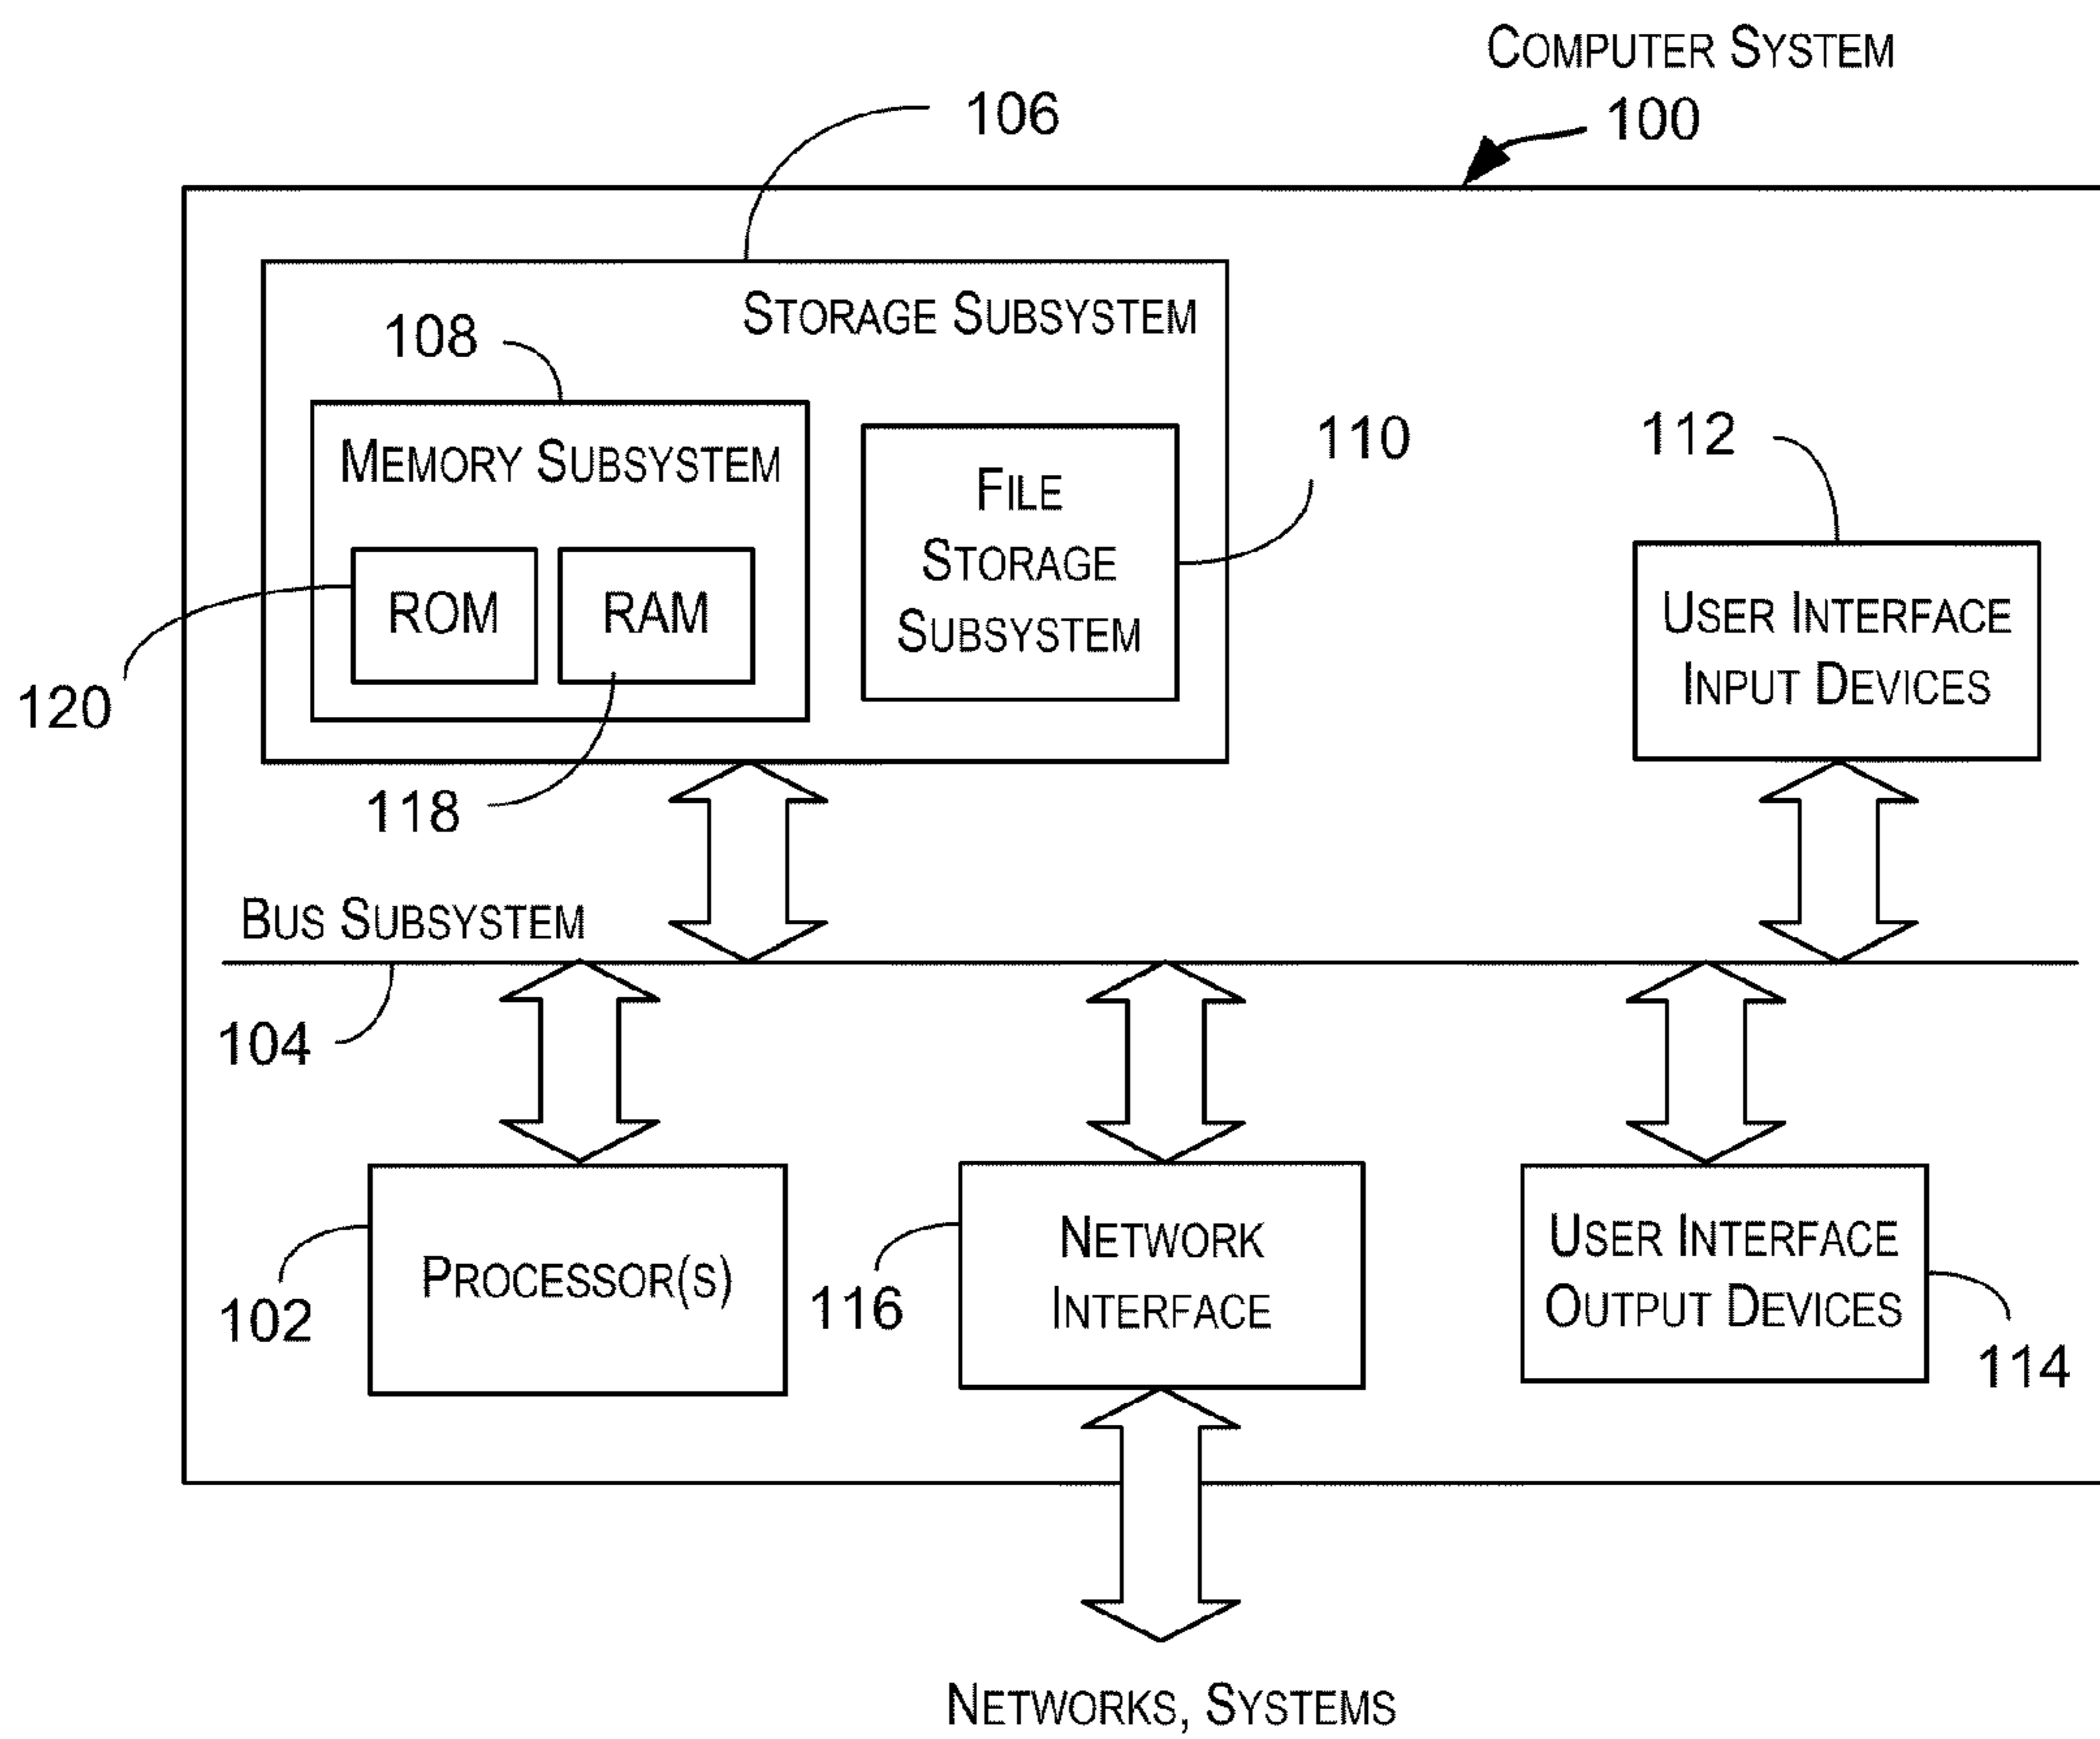 COMPUTER SYSTEM
100
106
STORAGE SUBSYSTEM
108
MEMORY SUBSYSTEM
ROM
RAM
120
118
FILE
STORAGE
SUBSYSTEM
110
112
USER INTERFACE
INPUT DEVICES
BUS SUBSYSTEM
104
PROCESSOR(S)
102
NETWORK
INTERFACE
116
USER INTERFACE
OUTPUT DEVICES
114
NETWORKS, SYSTEMS